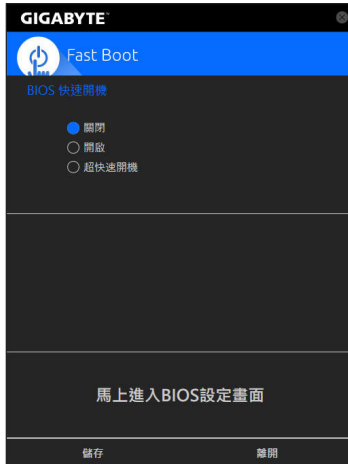 GIGABYTE™
Fast Boot
BIOS 快速開機
關閉
開啟
超快速開機
馬上進入BIOS設定畫面
儲存
離開